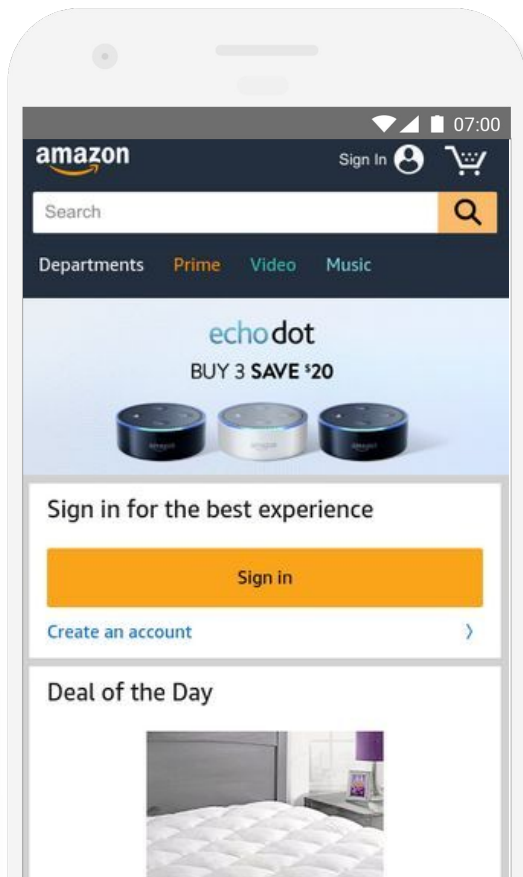 07:00
amazon
Sign In
Search
Departments Prime Video Music
echo dot
BUY 3 SAVE $20
Sign in for the best experience
Sign in
Create an account
Deal of the Day